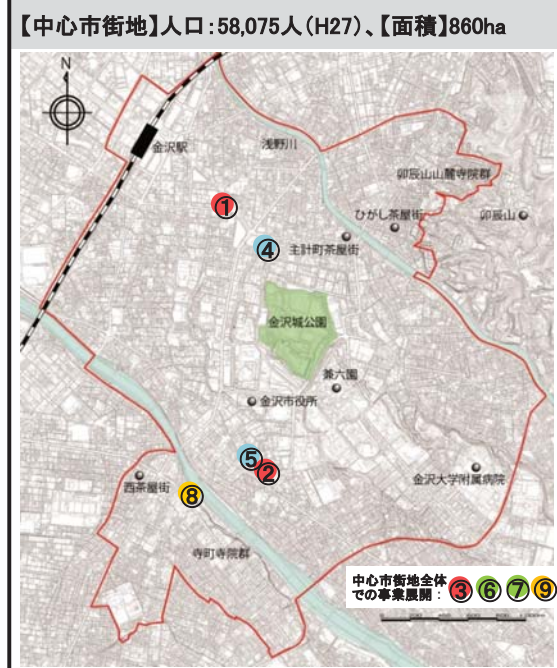 【中心市街地】人口：58,075人（H27）、【面積】860ha
N
金沢駅
浅野川
卯辰山山麓寺院群
①
ひがし茶屋街
卯辰山
④
主計町茶屋街
金沢城公園
兼六園
金沢市役所
⑤
②
金沢大学附属病院
西茶屋街
⑧
寺町寺院群
中心市街地全体
での事業展開：③⑥⑦⑨